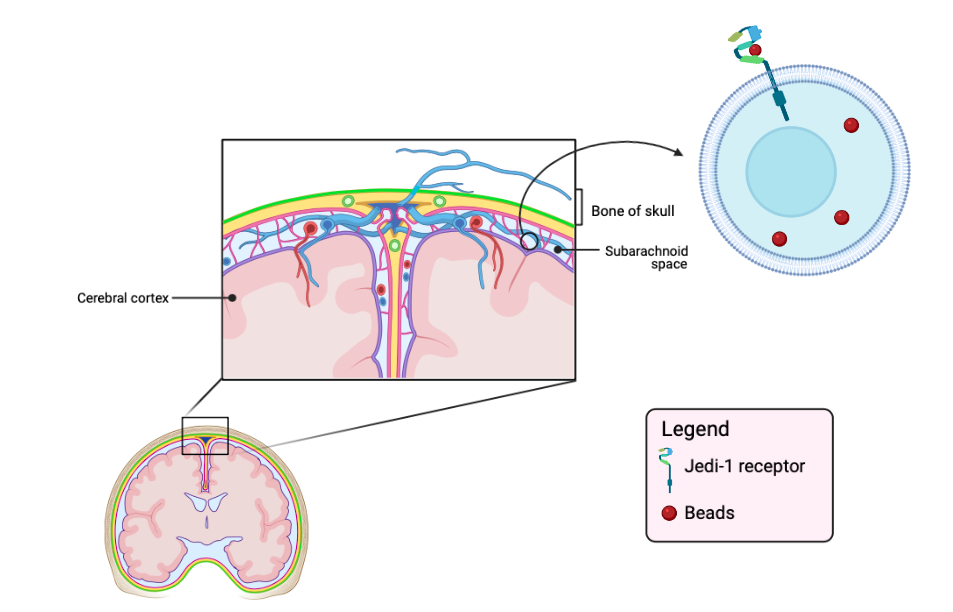 Bone of skull
Subarachnoid
space
Cerebral cortex
Legend
Jedi-1 receptor
Beads